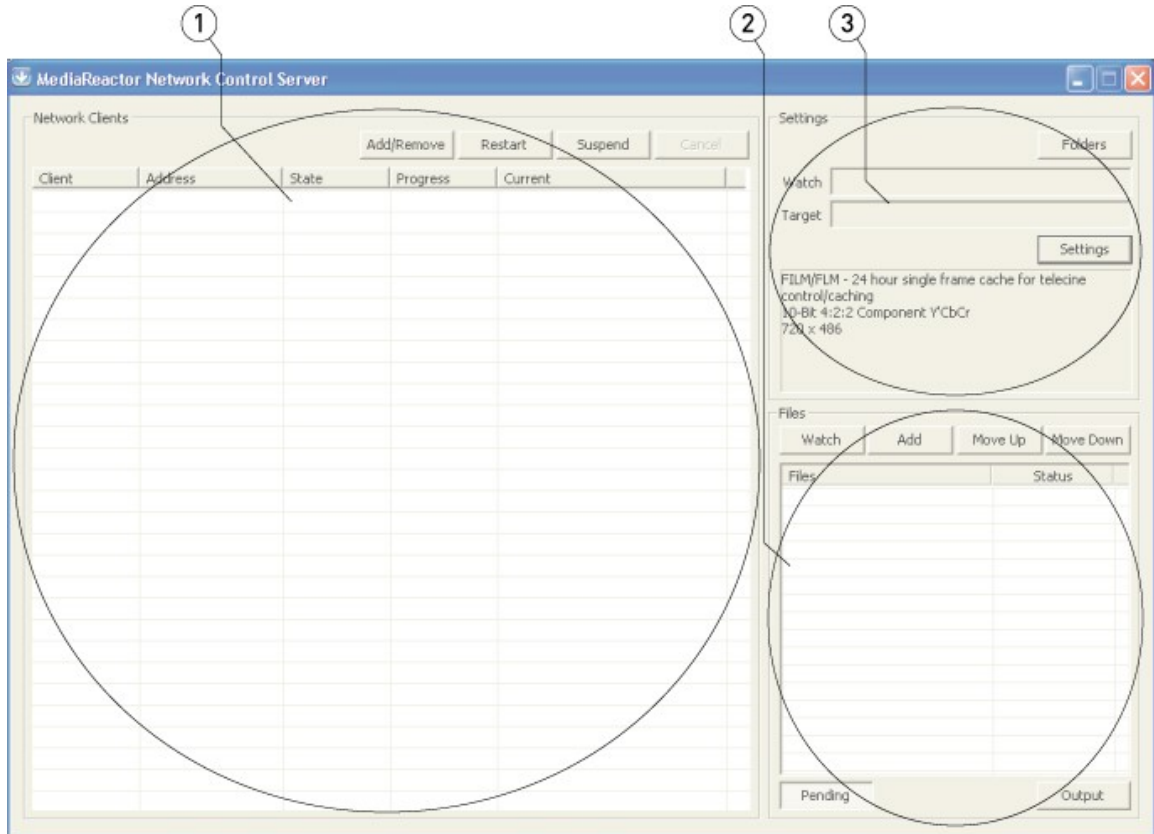 1
2
3
MediaReactor Network Control Server
Network Clients
Add/Remove Restart Suspend Cancel
Client Address State Progress Current
Settings
Folders
Watch
Target
Settings
FILM/FLM - 24 hour single frame cache for telecine
control/caching
10-Bit 4:2:2 Component Y'CbCr
720 x 486
Files
Watch Add Move Up Move Down
Files Status
Pending Output